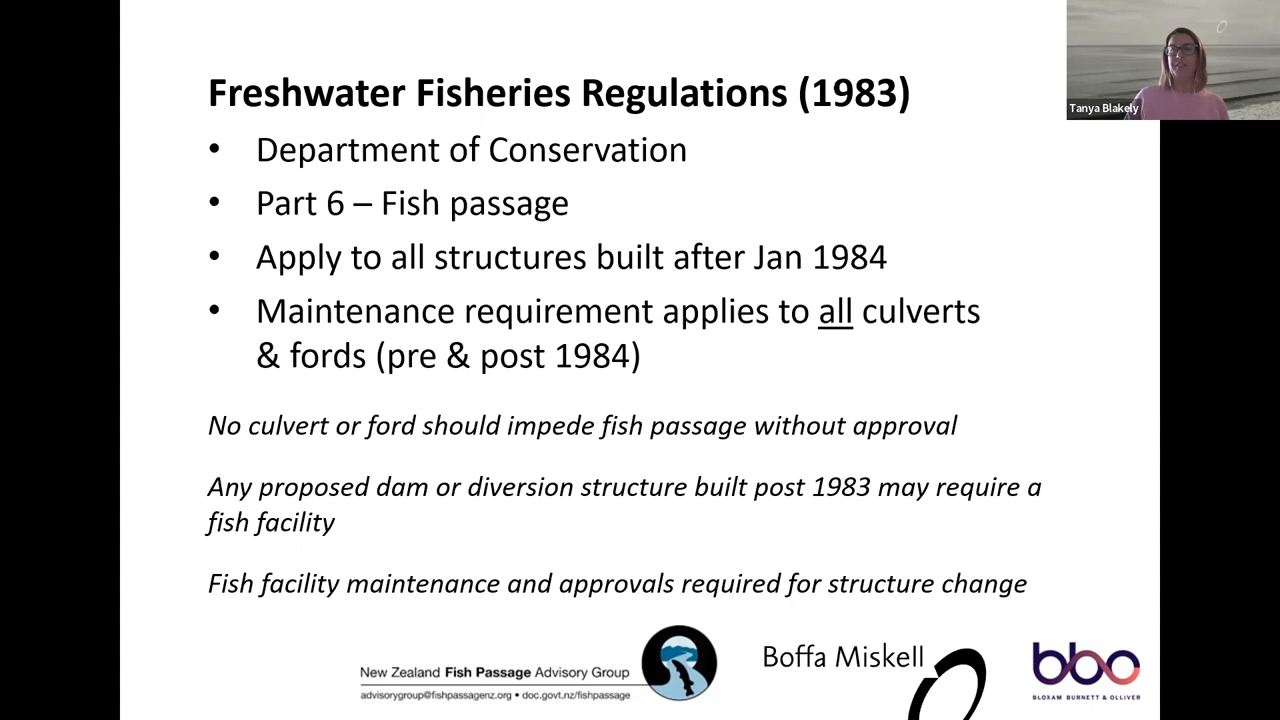 Freshwater Fisheries Regulations (1983)
Tanya Blakely
• Department of Conservation
• Part 6 – Fish passage
• Apply to all structures built after Jan 1984
• Maintenance requirement applies to all culverts
& fords (pre & post 1984)
No culvert or ford should impede fish passage without approval
Any proposed dam or diversion structure built post 1983 may require a
fish facility
Fish facility maintenance and approvals required for structure change
New Zealand Fish Passage Advisory Group
advisorygroup@fishpassagenz.org • doc.govt.nz/fishpassage
Boffa Miskell
bbo
BLOXAM BURNETT & OLLIVER